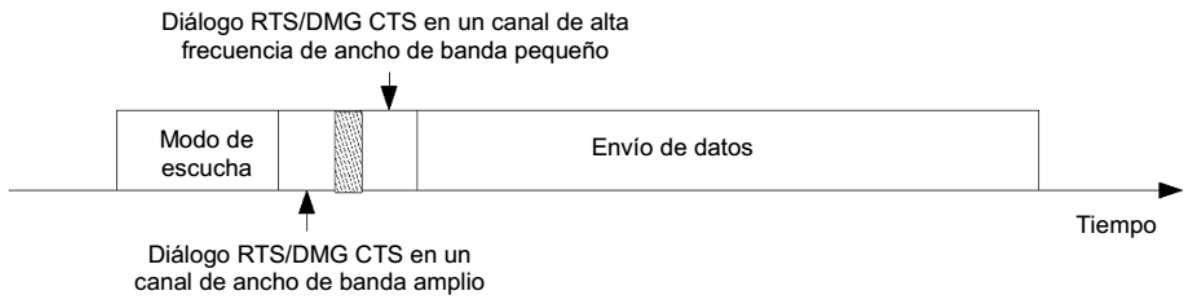 Diálogo RTS/DMG CTS en un canal de alta
frecuencia de ancho de banda pequeño
Modo de
escucha
Envío de datos
Tiempo
Diálogo RTS/DMG CTS en un
canal de ancho de banda amplio